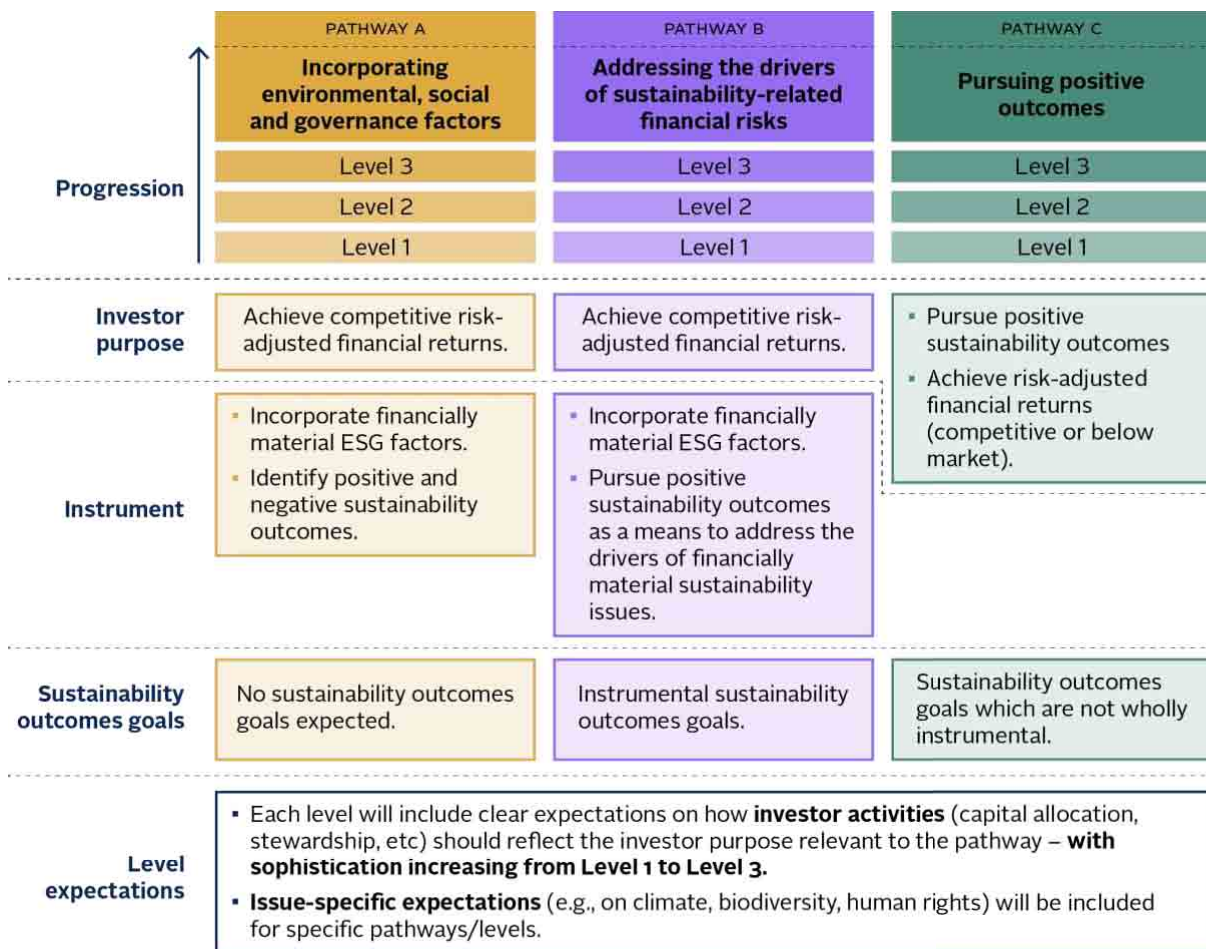 PATHWAY A
Incorporating
environmental, social
and governance factors
PATHWAY B
Addressing the drivers
of sustainability-related
financial risks
PATHWAY C
Pursuing positive
outcomes
Progression
Level 3
Level 3
Level 3
Level 2
Level 2
Level 2
Level 1
Level 1
Level 1
Investor
purpose
Achieve competitive risk-
adjusted financial returns.
Achieve competitive risk-
adjusted financial returns.
▪ Pursue positive
sustainability outcomes
▪ Achieve risk-adjusted
financial returns
(competitive or below
market).
Instrument
▪ Incorporate financially
material ESG factors.
▪ Identify positive and
negative sustainability
outcomes.
▪ Incorporate financially
material ESG factors.
▪ Pursue positive
sustainability outcomes
as a means to address the
drivers of financially
material sustainability
issues.
Sustainability
outcomes goals
No sustainability outcomes
goals expected.
Instrumental sustainability
outcomes goals.
Sustainability outcomes
goals which are not wholly
instrumental.
Level
expectations
▪ Each level will include clear expectations on how investor activities (capital allocation,
stewardship, etc) should reflect the investor purpose relevant to the pathway – with
sophistication increasing from Level 1 to Level 3.
▪ Issue-specific expectations (e.g., on climate, biodiversity, human rights) will be included
for specific pathways/levels.